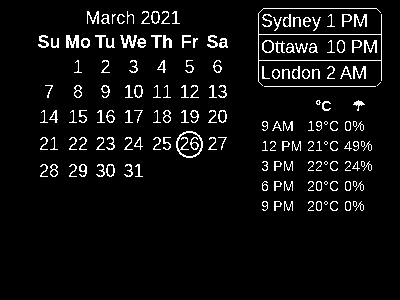 March 2021
Su Mo Tu We Th Fr Sa
1 2 3 4 5 6
7 8 9 10 11 12 13
14 15 16 17 18 19 20
21 22 23 24 25 26 27
28 29 30 31
Sydney 1 PM
Ottawa 10 PM
London 2 AM
°C ☂
9 AM 19°C 0%
12 PM 21°C 49%
3 PM 22°C 24%
6 PM 20°C 0%
9 PM 20°C 0%